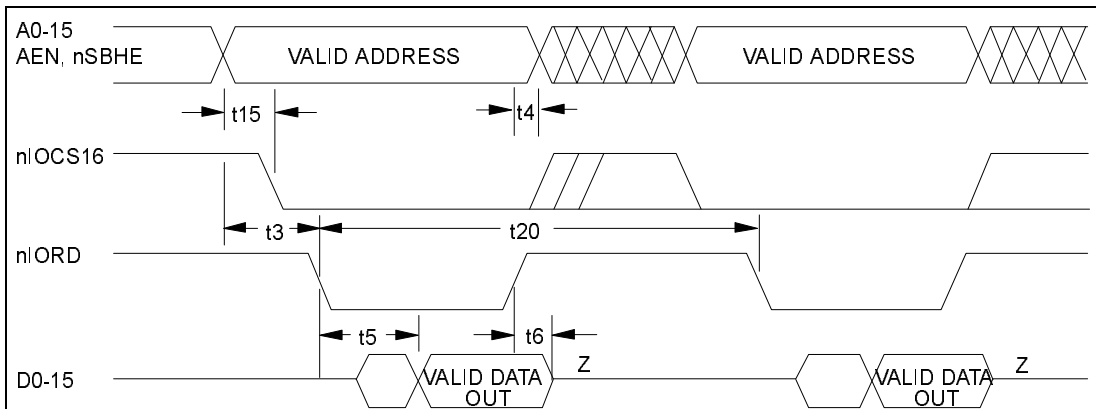 A0-15
AEN, nSBHE
VALID ADDRESS
VALID ADDRESS
t15
t4
nIOCS16
t3
t20
nIORD
t5
t6
Z
Z
D0-15
VALID DATA
OUT
VALID DATA
OUT